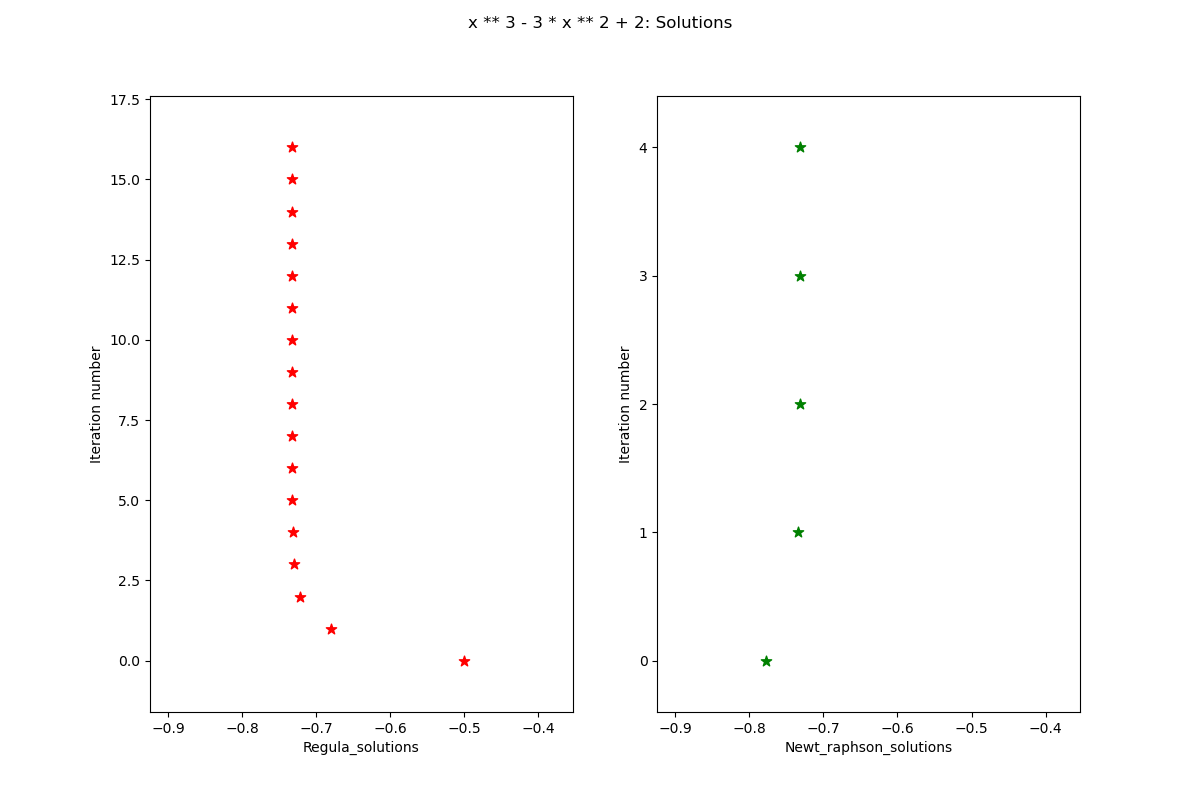 x ** 3 - 3 * x ** 2 + 2: Solutions
17.5
15.0
12.5
10.0
7.5
5.0
2.5
0.0
Iteration number
−0.9 −0.8 −0.7 −0.6 −0.5 −0.4
Regula_solutions
4
3
2
1
0
Iteration number
−0.9 −0.8 −0.7 −0.6 −0.5 −0.4
Newt_raphson_solutions